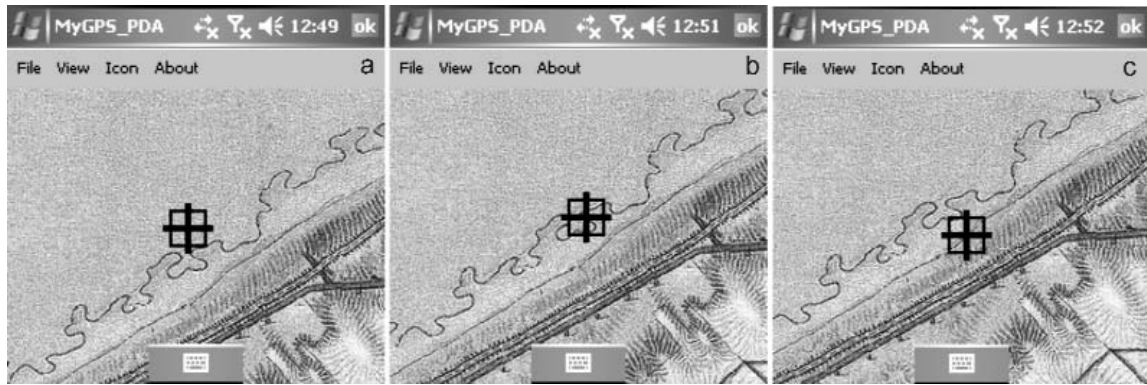 MyGPS_PDA 12:49 ok
File View Icon About a
MyGPS_PDA 12:51 ok
File View Icon About b
MyGPS_PDA 12:52 ok
File View Icon About c